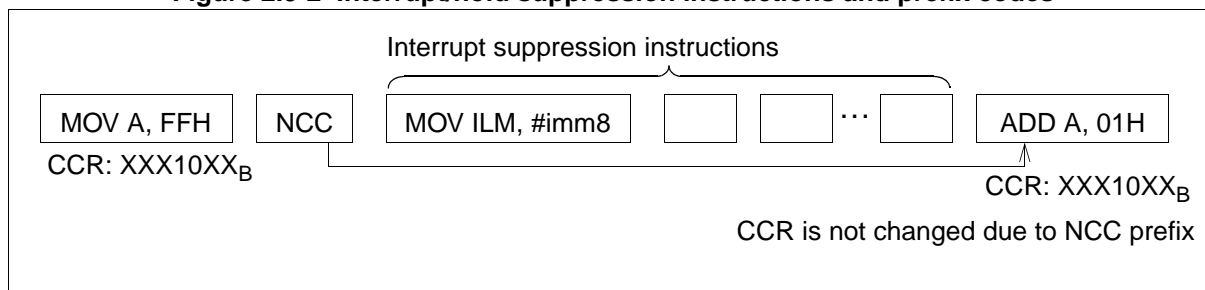 Figure 2.9-2 Interrupt/hold suppression instructions and prefix codes
Interrupt suppression instructions
MOV A, FFH NCC MOV ILM, #imm8 ... ADD A, 01H
CCR: XXX10XXB
CCR: XXX10XXB
CCR is not changed due to NCC prefix